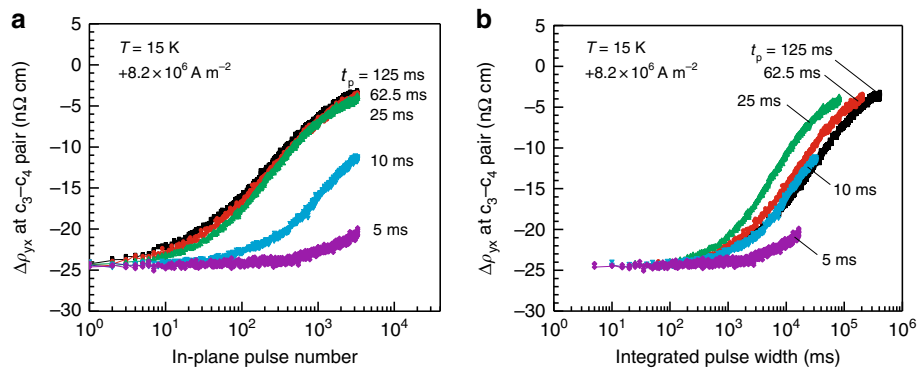 a
5
0
−5
−10
−15
−20
−25
−30
Δρyx at c3–c4 pair (nΩ cm)
T = 15 K
+8.2 × 10⁶ A m⁻²
tp = 125 ms
62.5 ms
25 ms
10 ms
5 ms
10⁰ 10¹ 10² 10³ 10⁴
In-plane pulse number
b
5
0
−5
−10
−15
−20
−25
−30
Δρyx at c3–c4 pair (nΩ cm)
T = 15 K
+8.2 × 10⁶ A m⁻²
tp = 125 ms
62.5 ms
25 ms
10 ms
5 ms
10⁰ 10¹ 10² 10³ 10⁴ 10⁵ 10⁶
Integrated pulse width (ms)